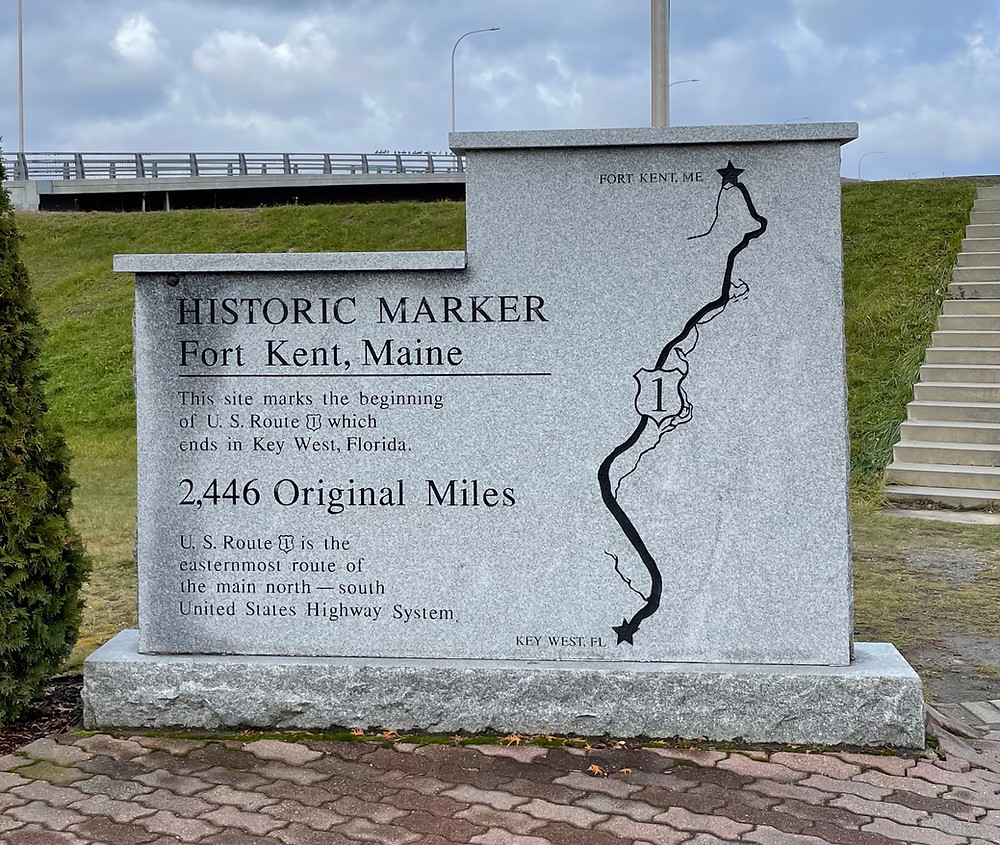 HISTORIC MARKER
Fort Kent, Maine
This site marks the beginning
of U. S. Route 1 which
ends in Key West, Florida.
2,446 Original Miles
U. S. Route 1 is the
easternmost route of
the main north — south
United States Highway System.
FORT KENT, ME
1
KEY WEST, FL